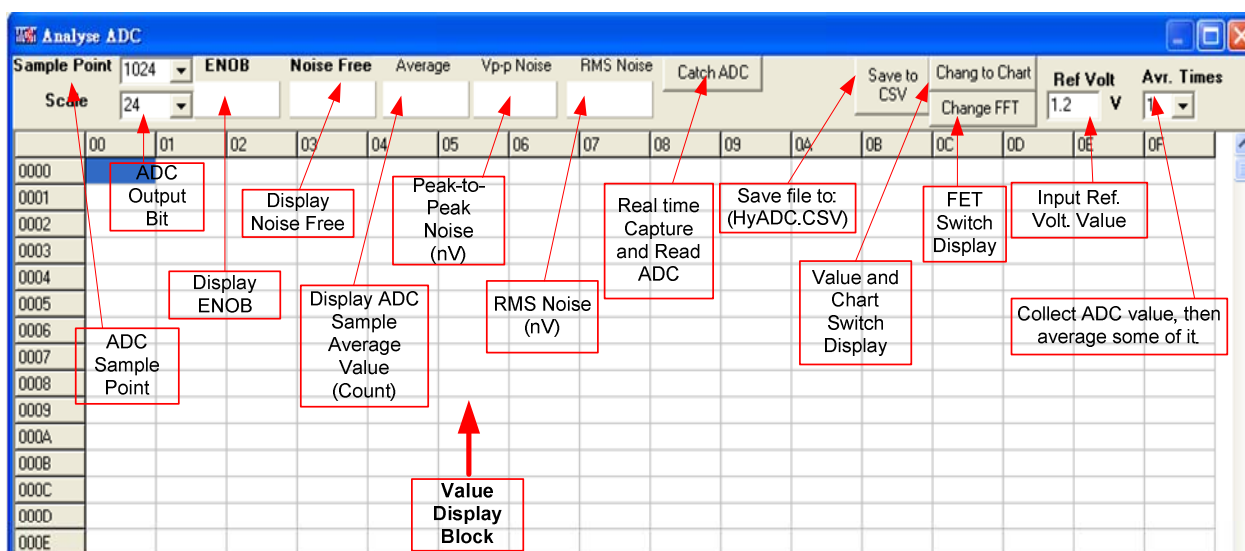 Analyse ADC
Sample Point 1024 ENOB Noise Free Average Vp-p Noise RMS Noise Catch ADC Save to CSV Chang to Chart Ref Volt Avr. Times
Scale 24 Change FFT 1.2 V 1
00 01 02 03 04 05 06 07 08 09 0A 0B 0C 0D 0E 0F
0000
0001
0002
0003
0004
0005
0006
0007
0008
0009
000A
000B
000C
000D
000E
ADC
Output
Bit
Display
Noise Free
Peak-to-
Peak
Noise
(nV)
Real time
Capture
and Read
ADC
Save file to:
(HyADC.CSV)
FET
Switch
Display
Input Ref.
Volt. Value
Display
ENOB
Display ADC
Sample
Average
Value
(Count)
RMS Noise
(nV)
Value and
Chart
Switch
Display
Collect ADC value, then
average some of it.
ADC
Sample
Point
Value
Display
Block